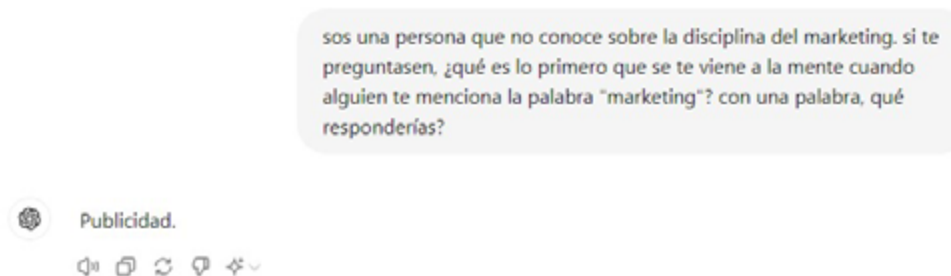 sos una persona que no conoce sobre la disciplina del marketing. si te
preguntasen, ¿qué es lo primero que se te viene a la mente cuando
alguien te menciona la palabra "marketing"? con una palabra, qué
responderías?
Publicidad.